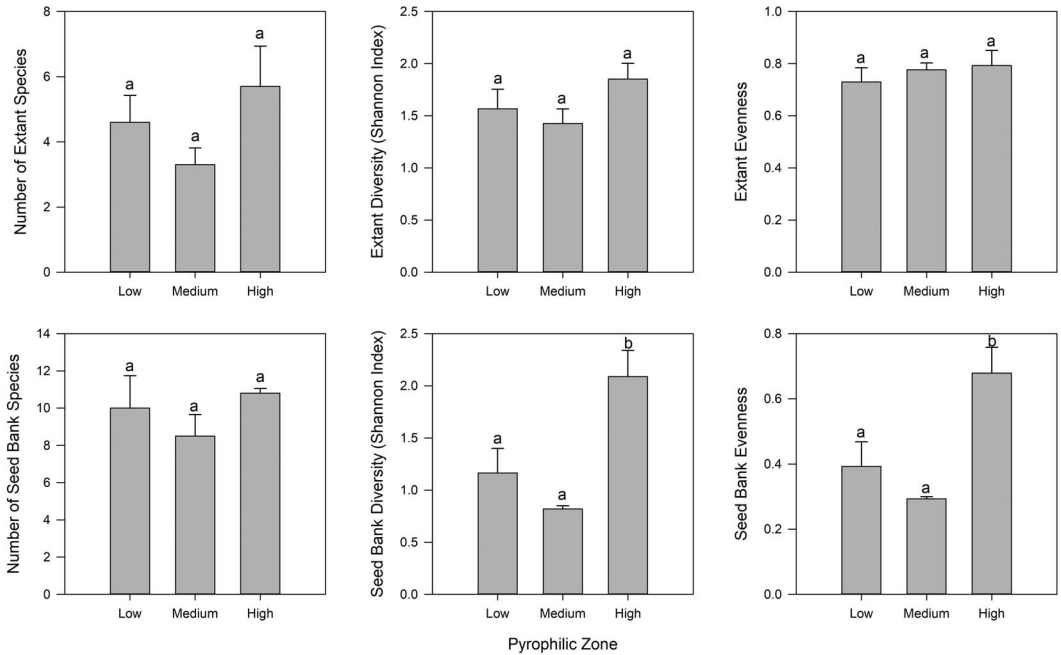 Number of Extant Species
8
6
4
2
0
a
a
a
Low Medium High
Extant Diversity (Shannon Index)
2.5
2.0
1.5
1.0
0.5
0.0
a
a
a
Low Medium High
Extant Evenness
1.0
0.8
0.6
0.4
0.2
0.0
a
a
a
Low Medium High
Number of Seed Bank Species
14
12
10
8
6
4
2
0
a
a
a
Low Medium High
Seed Bank Diversity (Shannon Index)
2.5
2.0
1.5
1.0
0.5
0.0
a
a
b
Low Medium High
Seed Bank Evenness
0.8
0.6
0.4
0.2
0.0
a
a
b
Low Medium High
Pyrophilic Zone